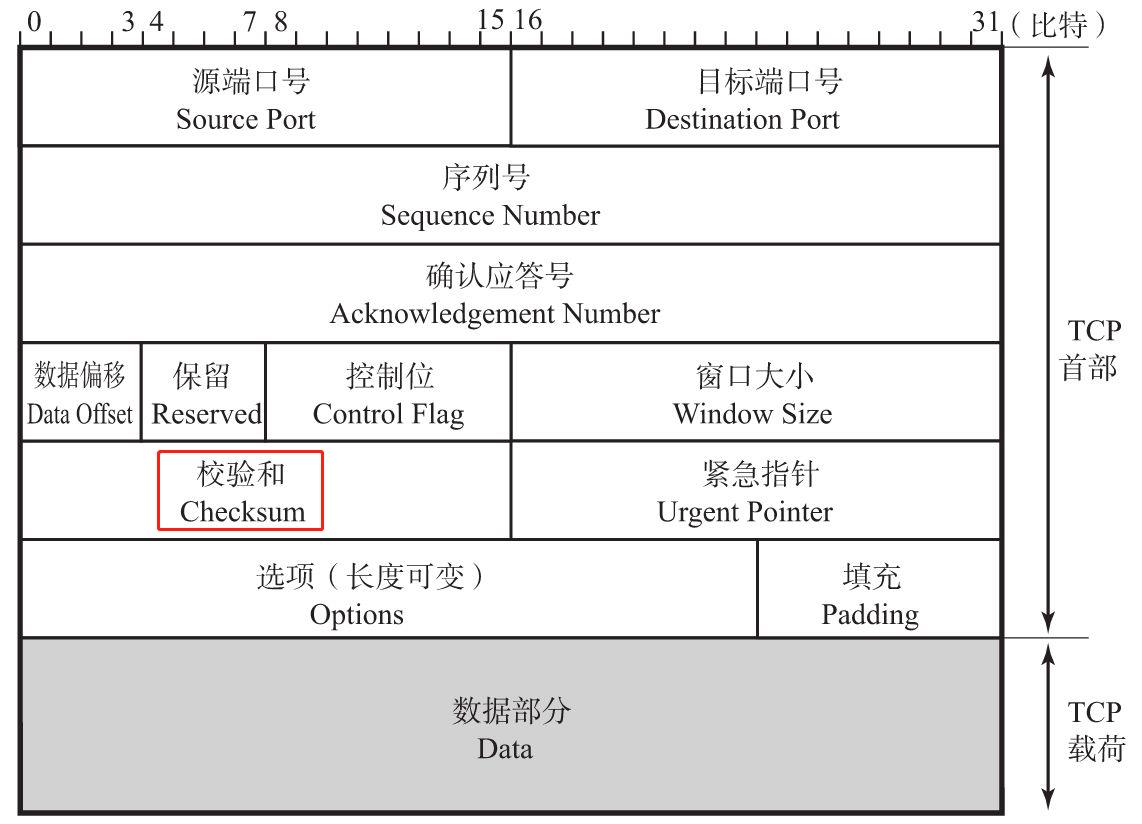 0 3 4 7 8 15 16 31 (比特)
源端口号 目标端口号
Source Port Destination Port
序列号
Sequence Number
确认应答号
Acknowledgement Number
数据偏移 保留 控制位 窗口大小
Data Offset Reserved Control Flag Window Size
校验和 紧急指针
Checksum Urgent Pointer
选项(长度可变) 填充
Options Padding
TCP
首部
数据部分
Data
TCP
载荷